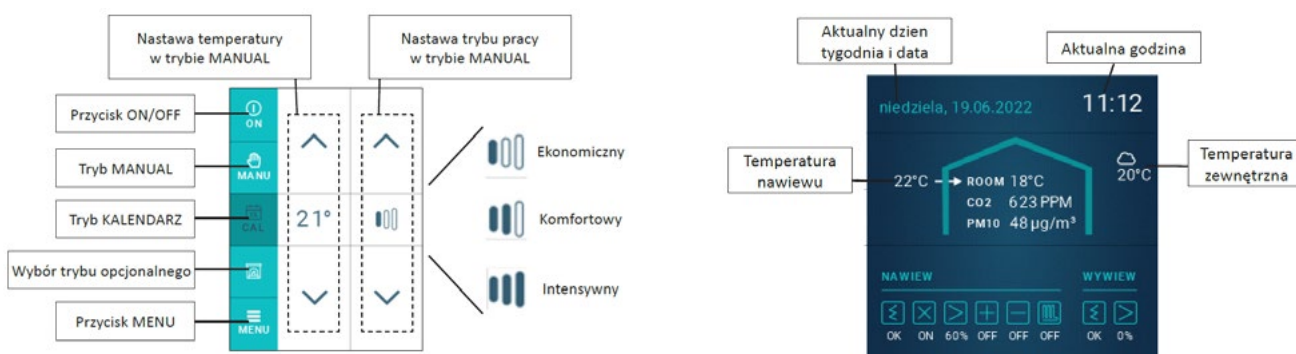 Nastawa temperatury
w trybie MANUAL
Nastawa trybu pracy
w trybie MANUAL
Przycisk ON/OFF
Tryb MANUAL
Tryb KALENDARZ
Wybór trybu opcjonalnego
Przycisk MENU
ON
MANU
CAL
MENU
21°
Ekonomiczny
Komfortowy
Intensywny
Aktualny dzien
tygodnia i data
Aktualna godzina
niedziela, 19.06.2022
11:12
Temperatura
nawiewu
Temperatura
zewnętrzna
22°C
ROOM 18°C
CO2 623 PPM
PM10 48 µg/m³
20°C
NAWIEW
WYWIEW
OK ON 60% OFF OFF OFF
OK 0%